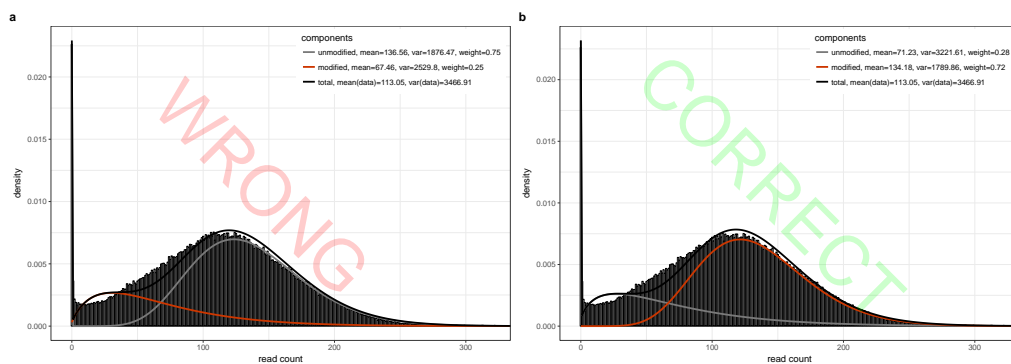 a
components
unmodified, mean=136.56, var=1876.47, weight=0.75
modified, mean=67.46, var=2529.8, weight=0.25
total, mean(data)=113.05, var(data)=3466.91
WRONG
density
0.020
0.015
0.010
0.005
0.000
0
100
200
300
read count
b
components
unmodified, mean=71.23, var=3221.61, weight=0.28
modified, mean=134.18, var=1789.86, weight=0.72
total, mean(data)=113.05, var(data)=3466.91
CORRECT
density
0.020
0.015
0.010
0.005
0.000
0
100
200
300
read count